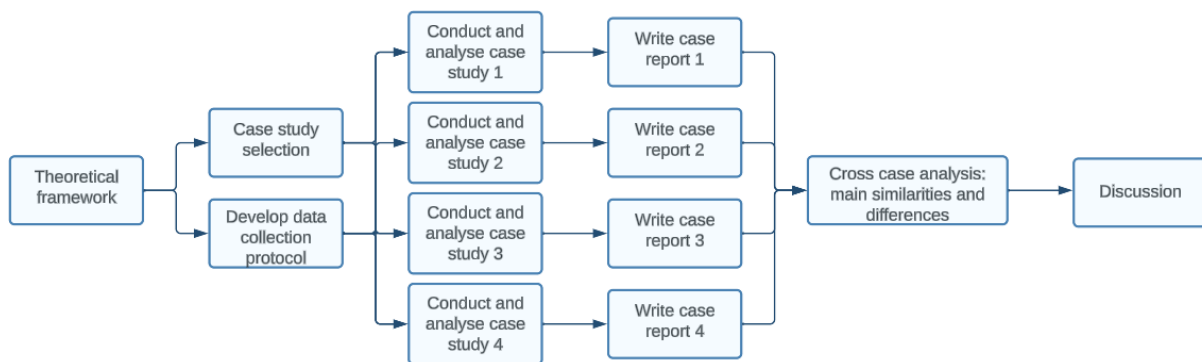 Theoretical
framework
Case study
selection
Develop data
collection
protocol
Conduct and
analyse case
study 1
Conduct and
analyse case
study 2
Conduct and
analyse case
study 3
Conduct and
analyse case
study 4
Write case
report 1
Write case
report 2
Write case
report 3
Write case
report 4
Cross case analysis:
main similarities and
differences
Discussion